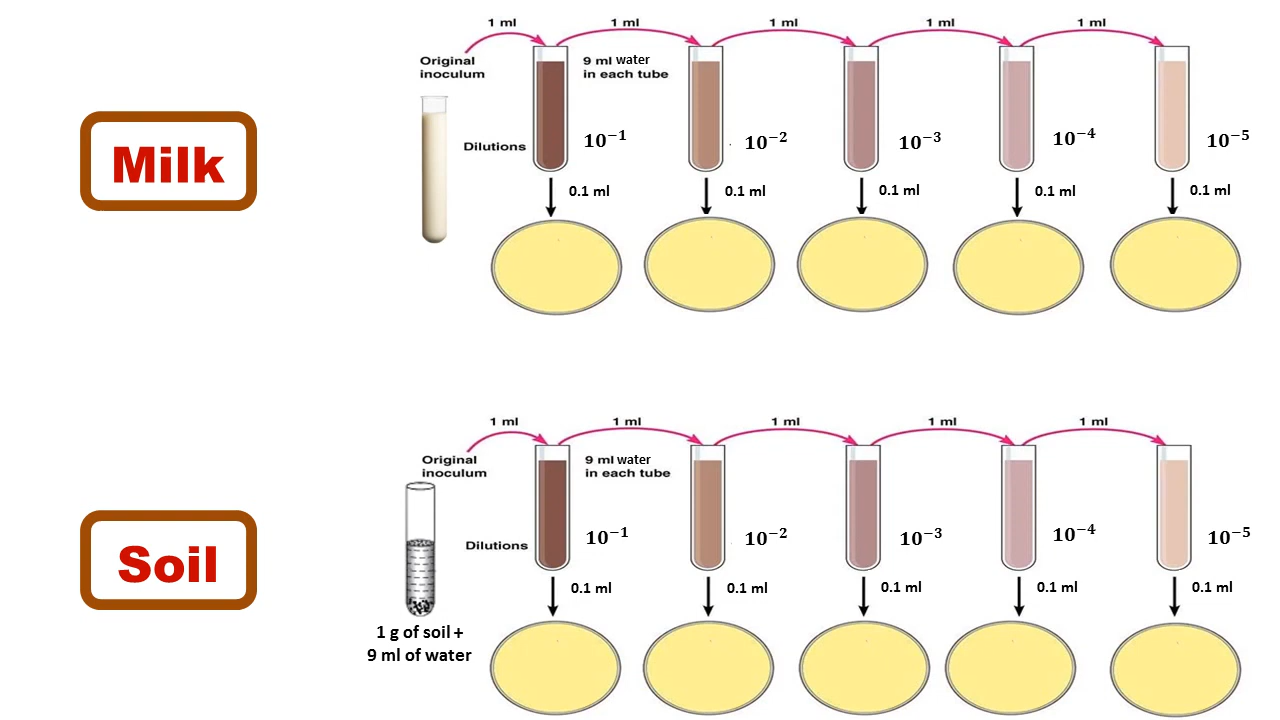 1 ml 1 ml 1 ml 1 ml 1 ml
Original
inoculum
9 ml water
in each tube
Milk
Dilutions
10⁻¹ 10⁻² 10⁻³ 10⁻⁴ 10⁻⁵
0.1 ml 0.1 ml 0.1 ml 0.1 ml 0.1 ml
1 ml 1 ml 1 ml 1 ml 1 ml
Original
inoculum
9 ml water
in each tube
Soil
Dilutions
10⁻¹ 10⁻² 10⁻³ 10⁻⁴ 10⁻⁵
0.1 ml 0.1 ml 0.1 ml 0.1 ml 0.1 ml
1 g of soil +
9 ml of water